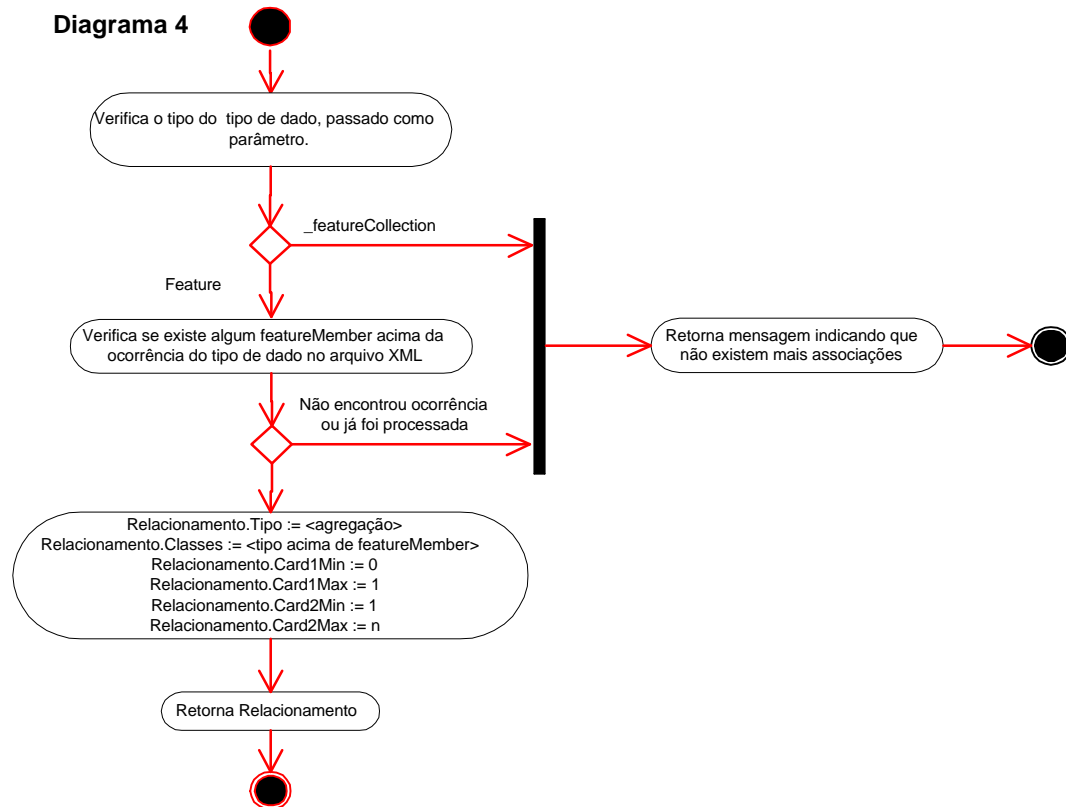 Diagrama 4
Verifica o tipo do tipo de dado, passado como
parâmetro.
_featureCollection
Feature
Verifica se existe algum featureMember acima da
ocorrência do tipo de dado no arquivo XML
Retorna mensagem indicando que
não existem mais associações
Não encontrou ocorrência
ou já foi processada
Relacionamento.Tipo := <agregação>
Relacionamento.Classes := <tipo acima de featureMember>
Relacionamento.Card1Min := 0
Relacionamento.Card1Max := 1
Relacionamento.Card2Min := 1
Relacionamento.Card2Max := n
Retorna Relacionamento